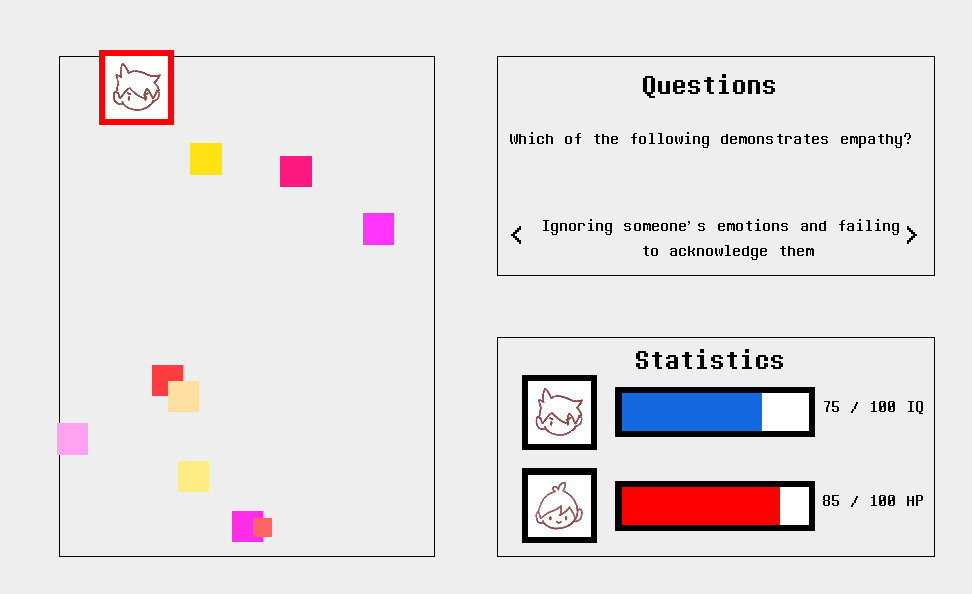 Questions
Which of the following demonstrates empathy?
< Ignoring someone's emotions and failing >
to acknowledge them
Statistics
75 / 100 IQ
85 / 100 HP